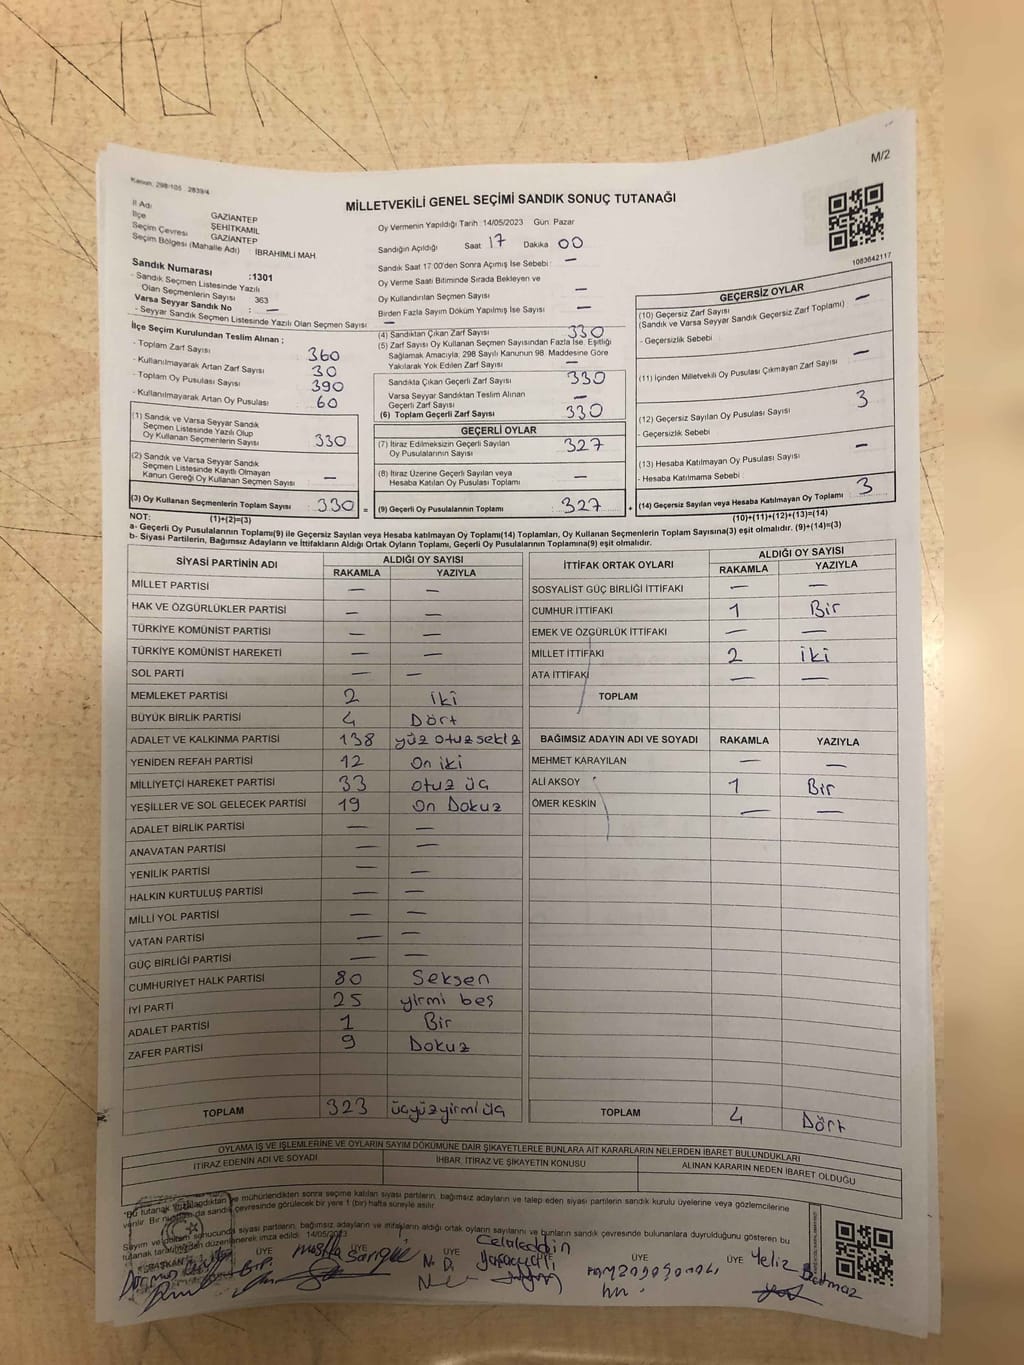 M/2
Kanun, 298/105 , 2839/4
MİLLETVEKİLİ GENEL SEÇİMİ SANDIK SONUÇ TUTANAĞI
İl Adı GAZİANTEP
İlçe ŞEHİTKAMİL
Seçim Çevresi GAZİANTEP
Seçim Bölgesi (Mahalle Adı) : İBRAHİMLİ MAH.
Sandık Numarası :1301
- Sandık Seçmen Listesinde Yazılı
Olan Seçmenlerin Sayısı 363
Varsa Seyyar Sandık No : —
- Seyyar Sandık Seçmen Listesinde Yazılı Olan Seçmen Sayısı —
İlçe Seçim Kurulundan Teslim Alınan ;
- Toplam Zarf Sayısı 360
- Kullanılmayarak Artan Zarf Sayısı 30
- Toplam Oy Pusulası Sayısı 390
- Kullanılmayarak Artan Oy Pusulası 60
(1) Sandık ve Varsa Seyyar Sandık
Seçmen Listesinde Yazılı Olup
Oy Kullanan Seçmenlerin Sayısı 330
(2) Sandık ve Varsa Seyyar Sandık
Seçmen Listesinde Kayıtlı Olmayan
Kanun Gereği Oy Kullanan Seçmen Sayısı —
(3) Oy Kullanan Seçmenlerin Toplam Sayısı 330 =
(1)+(2)=(3)
Oy Vermenin Yapıldığı Tarih 14/05/2023 Gün Pazar
Sandığın Açıldığı Saat 17 Dakika 00
Sandık Saat 17 00'den Sonra Açımış İse Sebebi : —
Oy Verme Saati Bitiminde Sırada Bekleyen ve
Oy Kullandırılan Seçmen Sayısı —
Birden Fazla Sayım Döküm Yapılmış İse Sayısı —
(4) Sandıktan Çıkan Zarf Sayısı 330
(5) Zarf Sayısı Oy Kullanan Seçmen Sayısından Fazla İse, Eşitliği
Sağlamak Amacıyla, 298 Sayılı Kanunun 98. Maddesine Göre
Yakılarak Yok Edilen Zarf Sayısı —
Sandıkta Çıkan Geçerli Zarf Sayısı 330
Varsa Seyyar Sandıktan Teslim Alınan
Geçerli Zarf Sayısı —
(6) Toplam Geçerli Zarf Sayısı 330
GEÇERLİ OYLAR
(7) İtiraz Edilmeksizin Geçerli Sayılan
Oy Pusulalarının Sayısı 327
(8) İtiraz Üzerine Geçerli Sayılan veya
Hesaba Katılan Oy Pusulası Toplamı —
(9) Geçerli Oy Pusulalarının Toplamı 327 +
1083642117
GEÇERSİZ OYLAR
(10) Geçersiz Zarf Sayısı —
(Sandık ve Varsa Seyyar Sandık Geçersiz Zarf Toplamı)
- Geçersizlik Sebebi
(11) İçinden Milletvekili Oy Pusulası Çıkmayan Zarf Sayısı —
(12) Geçersiz Sayılan Oy Pusulası Sayısı 3
- Geçersizlik Sebebi
(13) Hesaba Katılmayan Oy Pusulası Sayısı —
- Hesaba Katılmama Sebebi
(14) Geçersiz Sayılan veya Hesaba Katılmayan Oy Toplamı 3
(10)+(11)+(12)+(13)=(14)
NOT:
a- Geçerli Oy Pusulalarının Toplamı(9) ile Geçersiz Sayılan veya Hesaba Katılmayan Oy Toplamı(14) Toplamları, Oy Kullanan Seçmenlerin Toplam Sayısına(3) eşit olmalıdır. (9)+(14)=(3)
b- Siyasi Partilerin, Bağımsız Adayların ve İttifakların Aldığı Ortak Oyların Toplamı, Geçerli Oy Pusulalarının Toplamına(9) eşit olmalıdır.
SİYASİ PARTİNİN ADI ALDIĞI OY SAYISI
RAKAMLA YAZIYLA
MİLLET PARTİSİ — —
HAK VE ÖZGÜRLÜKLER PARTİSİ — —
TÜRKİYE KOMÜNİST PARTİSİ — —
TÜRKİYE KOMÜNİST HAREKETİ — —
SOL PARTİ — —
MEMLEKET PARTİSİ 2 iki
BÜYÜK BİRLİK PARTİSİ 4 Dört
ADALET VE KALKINMA PARTİSİ 138 yüz otuz sekiz
YENİDEN REFAH PARTİSİ 12 On iki
MİLLİYETÇİ HAREKET PARTİSİ 33 otuz üç
YEŞİLLER VE SOL GELECEK PARTİSİ 19 On Dokuz
ADALET BİRLİK PARTİSİ — —
ANAVATAN PARTİSİ — —
YENİLİK PARTİSİ — —
HALKIN KURTULUŞ PARTİSİ — —
MİLLİ YOL PARTİSİ — —
VATAN PARTİSİ — —
GÜÇ BİRLİĞİ PARTİSİ — —
CUMHURİYET HALK PARTİSİ 80 Seksen
İYİ PARTİ 25 yirmi beş
ADALET PARTİSİ 1 Bir
ZAFER PARTİSİ 9 Dokuz
TOPLAM 323 üçyüz yirmi üç
İTTİFAK ORTAK OYLARI ALDIĞI OY SAYISI
RAKAMLA YAZIYLA
SOSYALİST GÜÇ BİRLİĞİ İTTİFAKI — —
CUMHUR İTTİFAKI 1 Bir
EMEK VE ÖZGÜRLÜK İTTİFAKI — —
MİLLET İTTİFAKI 2 iki
ATA İTTİFAKI — —
TOPLAM
BAĞIMSIZ ADAYIN ADI VE SOYADI RAKAMLA YAZIYLA
MEHMET KARAYILAN — —
ALİ AKSOY 1 Bir
ÖMER KESKİN — —
TOPLAM 4 Dört
OYLAMA İŞ VE İŞLEMLERİNE VE OYLARIN SAYIM DÖKÜMÜNE DAİR ŞİKAYETLERLE BUNLARA AİT KARARLARIN NELERDEN İBARET BULUNDUKLARI
İTİRAZ EDENİN ADI VE SOYADI İHBAR, İTİRAZ VE ŞİKAYETİN KONUSU ALINAN KARARIN NEDEN İBARET OLDUĞU
"Bu tutanak imzalandıktan ve mühürlendikten sonra seçime katılan siyasi partilerin, bağımsız adayların ve talep eden siyasi partilerin sandık kurulu üyelerine veya gözlemcilerine
verilir. Bir nushası da sandık çevresinde görülecek bir yere 1 (bir) hafta süreyle asılır
Sayım ve döküm sonucunda siyasi partilerin, bağımsız adayların ve ittifakların aldığı ortak oyların sayılarını ve bunların sandık çevresinde bulunanlara duyrulduğunu gösteren bu
tutanak tarafımızdan düzenlenerek imza edildi. 14/05/2023
BAŞKAN ÜYE ÜYE ÜYE ÜYE ÜYE
Sarıgül
Celaleddin
Yeliz